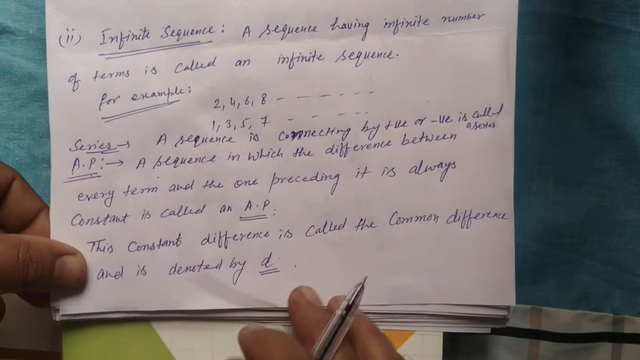 (ii) Infinite Sequence: A sequence having infinite number
of terms is called an infinite sequence.
for example:
2, 4, 6, 8 - - - - - - -
1, 3, 5, 7 - - - - - - -
Series → A sequence is connecting by +ve or -ve is called a series
A.P: → A sequence in which the difference between
every term and the one preceding it is always
Constant is called an A.P:
This Constant difference is called the Common difference
and is denoted by d.